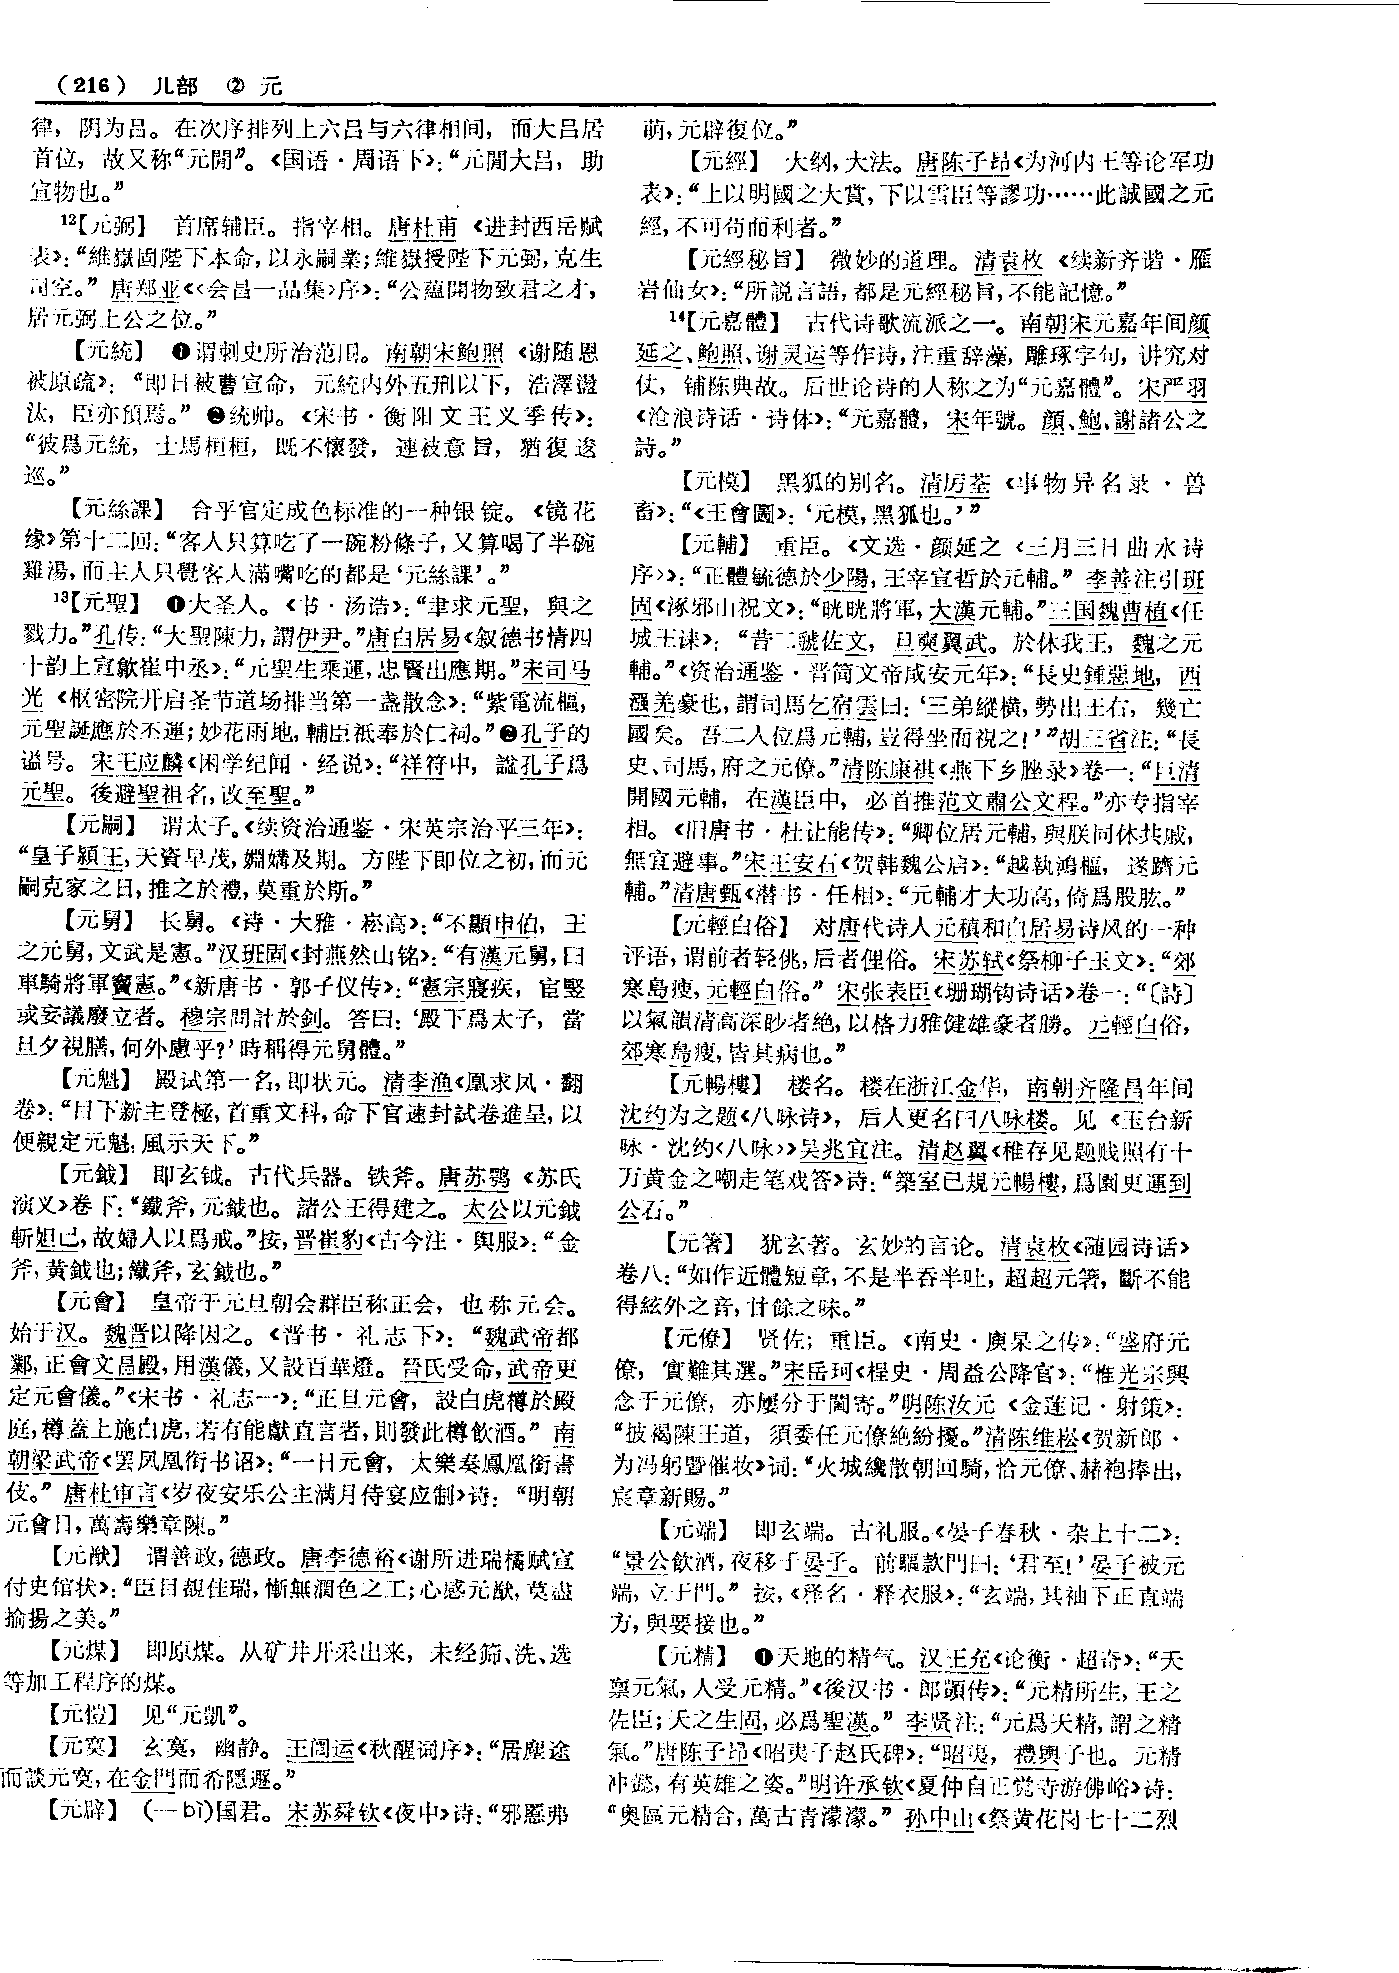 （216） 儿部 ② 元
律，阴为吕。在次序排列上六吕与六律相间，而大吕居
首位，故又称“元閒”。《国语·周语下》：“元閒大吕，助
宣物也。”
12【元弼】 首席辅臣。指宰相。唐杜甫《进封西岳赋
表》：“維嶽固陛下本命，以永嗣業；維嶽授陛下元弼，克生
司空。”唐郑亚《〈会昌一品集〉序》：“公蘊開物致君之才，
居元弼上公之位。”
【元統】 ❶谓刺史所治范围。南朝宋鲍照《谢随恩
被原疏》：“即日被曹宣命，元統内外五刑以下，浩澤盪
汰，臣亦預焉。”❷统帅。《宋书·衡阳文王义季传》：
“彼爲元統，士馬桓桓，既不懷發，連被意旨，猶復逡
巡。”
【元絲課】 合乎官定成色标准的一种银锭。《镜花
缘》第十二回：“客人只算吃了一碗粉條子，又算喝了半碗
雞湯，而主人只覺客人滿嘴吃的都是‘元絲課’。”
13【元聖】 ❶大圣人。《书·汤诰》：“聿求元聖，與之
戮力。”孔传：“大聖陳力，謂伊尹。”唐白居易《叙德书情四
十韵上宣歙崔中丞》：“元聖生乘運，忠賢出應期。”宋司马
光《枢密院开启圣节道场排当第一盏散念》：“紫電流樞，
元聖誕應於丕運；妙花雨地，輔臣祗奉於仁祠。”❷孔子的
谥号。宋王应麟《困学纪闻·经说》：“祥符中，諡孔子爲
元聖。後避聖祖名，改至聖。”
【元嗣】 谓太子。《续资治通鉴·宋英宗治平三年》：
“皇子潁王，天資早茂，婣媾及期。方陛下即位之初，而元
嗣克家之日，推之於禮，莫重於斯。”
【元舅】 长舅。《诗·大雅·崧高》：“不顯申伯，王
之元舅，文武是憲。”汉班固《封燕然山铭》：“有漢元舅，曰
車騎將軍竇憲。”《新唐书·郭子仪传》：“憲宗寢疾，宦豎
或妄議廢立者。穆宗問計於釗。答曰：‘殿下爲太子，當
旦夕視膳，何外慮乎？’時稱得元舅體。”
【元魁】 殿试第一名，即状元。清李渔《凰求凤·翻
卷》：“目下新主登極，首重文科，命下官速封試卷進呈，以
便親定元魁，風示天下。”
【元鉞】 即玄钺。古代兵器。铁斧。唐苏鹗《苏氏
演义》卷下：“鐵斧，元鉞也。諸公王得建之。太公以元鉞
斬妲己，故婦人以爲戒。”按，晋崔豹《古今注·舆服》：“金
斧，黄鉞也；鐵斧，玄鉞也。”
【元會】 皇帝于元旦朝会群臣称正会，也称元会。
始于汉。魏晋以降因之。《晋书·礼志下》：“魏武帝都
鄴，正會文昌殿，用漢儀，又設百華燈。晉氏受命，武帝更
定元會儀。”《宋书·礼志一》：“正旦元會，設白虎樽於殿
庭，樽蓋上施白虎，若有能獻直言者，則發此樽飲酒。”南
朝梁武帝《罢凤凰衔书诏》：“一日元會，太樂奏鳳凰銜書
伎。”唐杜审言《岁夜安乐公主满月侍宴应制》诗：“明朝
元會日，萬壽樂章陳。”
【元猷】 谓善政，德政。唐李德裕《谢所进瑞橘赋宣
付史馆状》：“臣目覩佳瑞，慚無潤色之工；心感元猷，莫盡
揄揚之美。”
【元煤】 即原煤。从矿井开采出来，未经筛、洗、选
等加工程序的煤。
【元愷】 见“元凱”。
【元寞】 玄寞，幽静。王闿运《秋醒词序》：“居塵途
而談元寞，在金門而希隱遯。”
【元辟】 （—bì）国君。宋苏舜钦《夜中》诗：“邪慝弗
萌，元辟復位。”
【元經】 大纲，大法。唐陈子昂《为河内王等论军功
表》：“上以明國之大賞，下以雪臣等謬功……此誠國之元
經，不可苟而利者。”
【元經秘旨】 微妙的道理。清袁枚《续新齐谐·雁
岩仙女》：“所説言語，都是元經秘旨，不能記憶。”
14【元嘉體】 古代诗歌流派之一。南朝宋元嘉年间颜
延之、鲍照、谢灵运等作诗，注重辞藻，雕琢字句，讲究对
仗，铺陈典故。后世论诗的人称之为“元嘉體”。宋严羽
《沧浪诗话·诗体》：“元嘉體，宋年號。顔、鮑、謝諸公之
詩。”
【元模】 黑狐的别名。清厉荃《事物异名录·兽
畜》：“《王會圖》：‘元模，黑狐也。’”
【元輔】 重臣。《文选·颜延之〈三月三日曲水诗
序〉》：“正體毓德於少陽，王宰宣哲於元輔。”李善注引班
固《涿邪山祝文》：“晄晄將軍，大漢元輔。”三国魏曹植《任
城王诔》：“昔二虢佐文，旦奭翼武。於休我王，魏之元
輔。”《资治通鉴·晋简文帝咸安元年》：“長史鍾惡地，西
漒羌豪也，謂司馬乞宿雲曰：‘三弟縱横，勢出王右，幾亡
國矣。吾二人位爲元輔，豈得坐而視之！’”胡三省注：“長
史、司馬，府之元僚。”清陈康祺《燕下乡脞录》卷一：“巨清
開國元輔，在漢臣中，必首推范文肅公文程。”亦专指宰
相。《旧唐书·杜让能传》：“卿位居元輔，與朕同休共戚，
無宜避事。”宋王安石《贺韩魏公启》：“越執鴻樞，遂躋元
輔。”清唐甄《潜书·任相》：“元輔才大功高，倚爲股肱。”
【元輕白俗】 对唐代诗人元稹和白居易诗风的一种
评语，谓前者轻佻，后者俚俗。宋苏轼《祭柳子玉文》：“郊
寒島瘦，元輕白俗。”宋张表臣《珊瑚钩诗话》卷一：“〔詩〕
以氣韻清高深眇者絶，以格力雅健雄豪者勝。元輕白俗，
郊寒島瘦，皆其病也。”
【元暢樓】 楼名。楼在浙江金华，南朝齐隆昌年间
沈约为之题《八咏诗》，后人更名曰八咏楼。见《玉台新
咏·沈约〈八咏〉》吴兆宜注。清赵翼《稚存见题贱照有十
万黄金之嘲走笔戏答》诗：“築室已規元暢樓，爲園更運到
公石。”
【元箸】 犹玄著。玄妙的言论。清袁枚《随园诗话》
卷八：“如作近體短章，不是半吞半吐，超超元箸，斷不能
得絃外之音，甘餘之味。”
【元僚】 贤佐；重臣。《南史·庾杲之传》：“盛府元
僚，實難其選。”宋岳珂《桯史·周益公降官》：“惟光宗興
念于元僚，亦屢分于閫寄。”明陈汝元《金莲记·射策》：
“披褐陳王道，須委任元僚絶紛擾。”清陈维崧《贺新郎·
为冯躬暨催妆》词：“火城纔散朝回騎，恰元僚、赭袍捧出，
宸章新賜。”
【元端】 即玄端。古礼服。《晏子春秋·杂上十二》：
“景公飲酒，夜移于晏子。前驅款門曰：‘君至！’晏子被元
端，立于門。”按，《释名·释衣服》：“玄端，其袖下正直端
方，與要接也。”
【元精】 ❶天地的精气。汉王充《论衡·超奇》：“天
禀元氣，人受元精。”《後汉书·郎顗传》：“元精所生，王之
佐臣；天之生固，必爲聖漢。”李贤注：“元爲天精，謂之精
氣。”唐陈子昂《昭夷子赵氏碑》：“昭夷，禮輿子也。元精
冲懿，有英雄之姿。”明许承钦《夏仲自正觉寺游佛峪》诗：
“奥區元精合，萬古青濛濛。”孙中山《祭黄花岗七十二烈